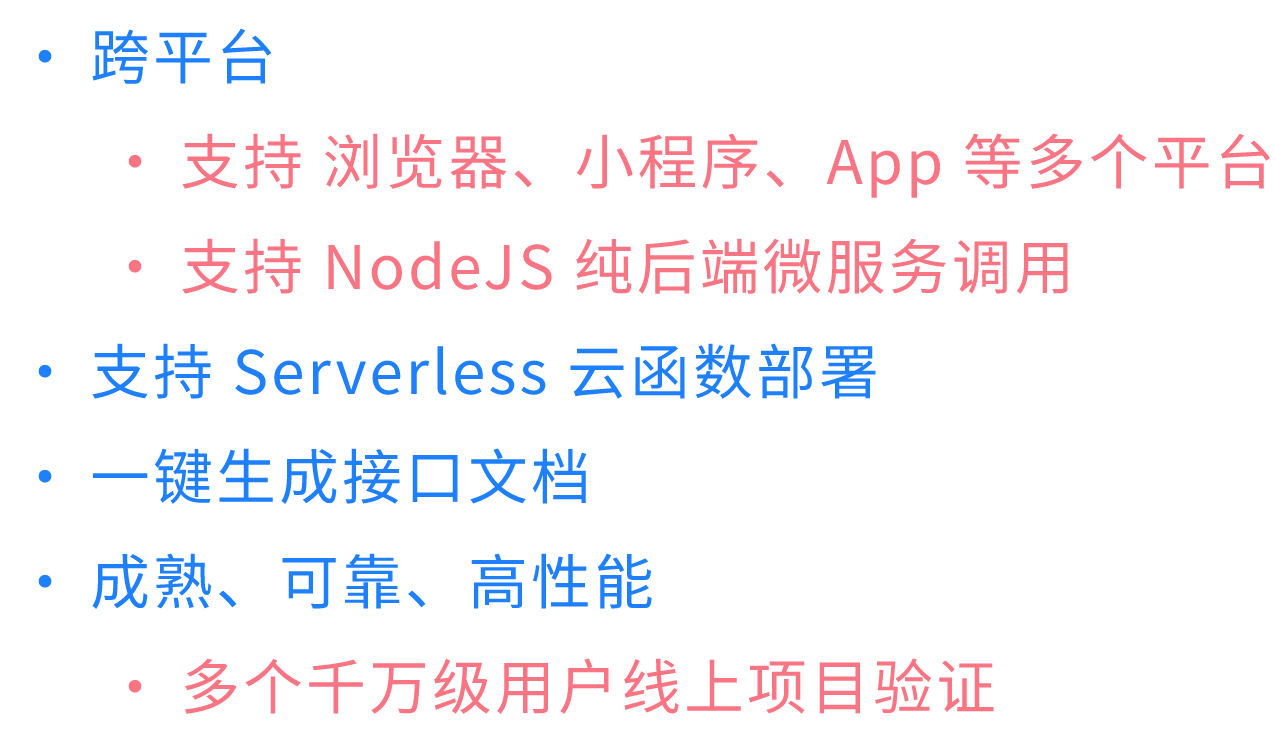 • 跨平台
• 支持 浏览器、小程序、App 等多个平台
• 支持 NodeJS 纯后端微服务调用
• 支持 Serverless 云函数部署
• 一键生成接口文档
• 成熟、可靠、高性能
• 多个千万级用户线上项目验证